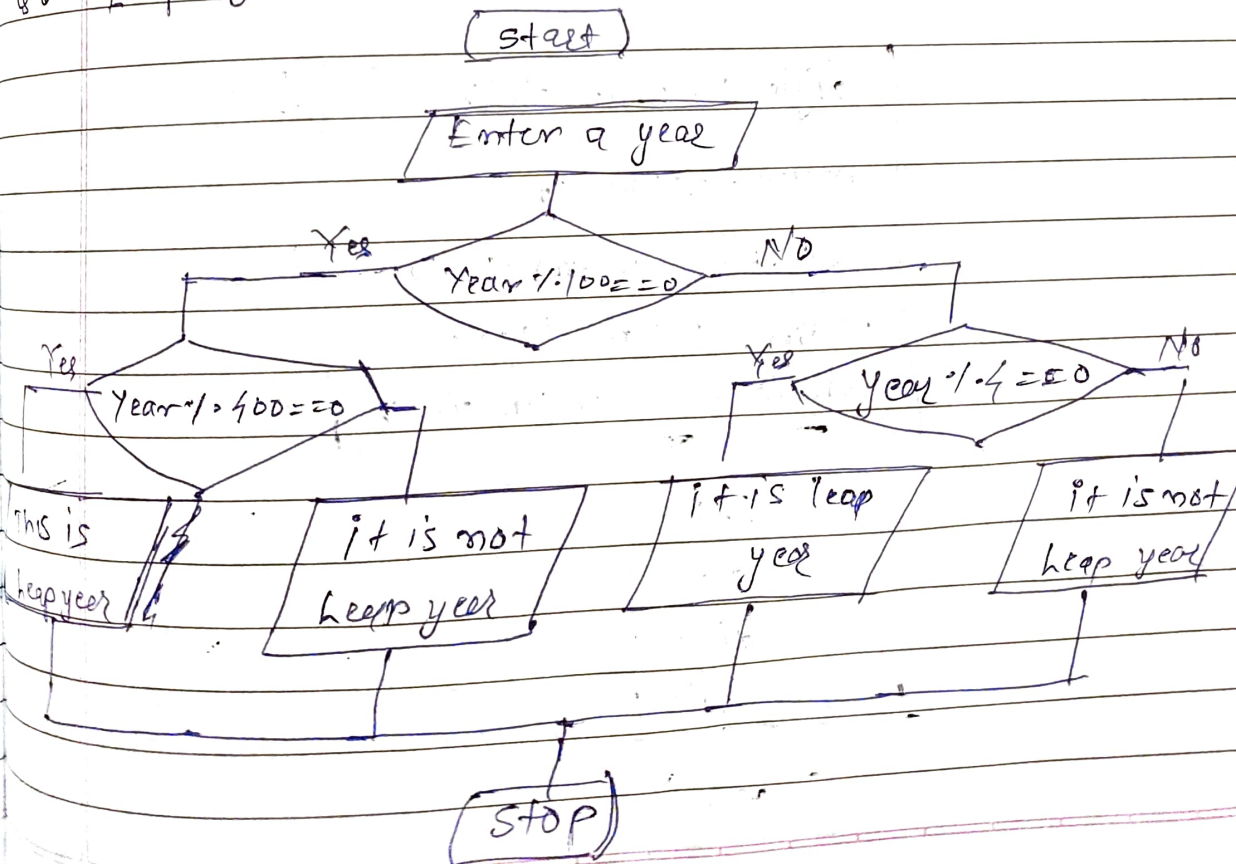 start
Enter a year
Yes
No
Year % 100 == 0
Yes
Year % 400 == 0
Yes
No
year % 4 == 0
This is
Leap year
it is not
Leap year
it is leap
year
it is not
Leap year
stop